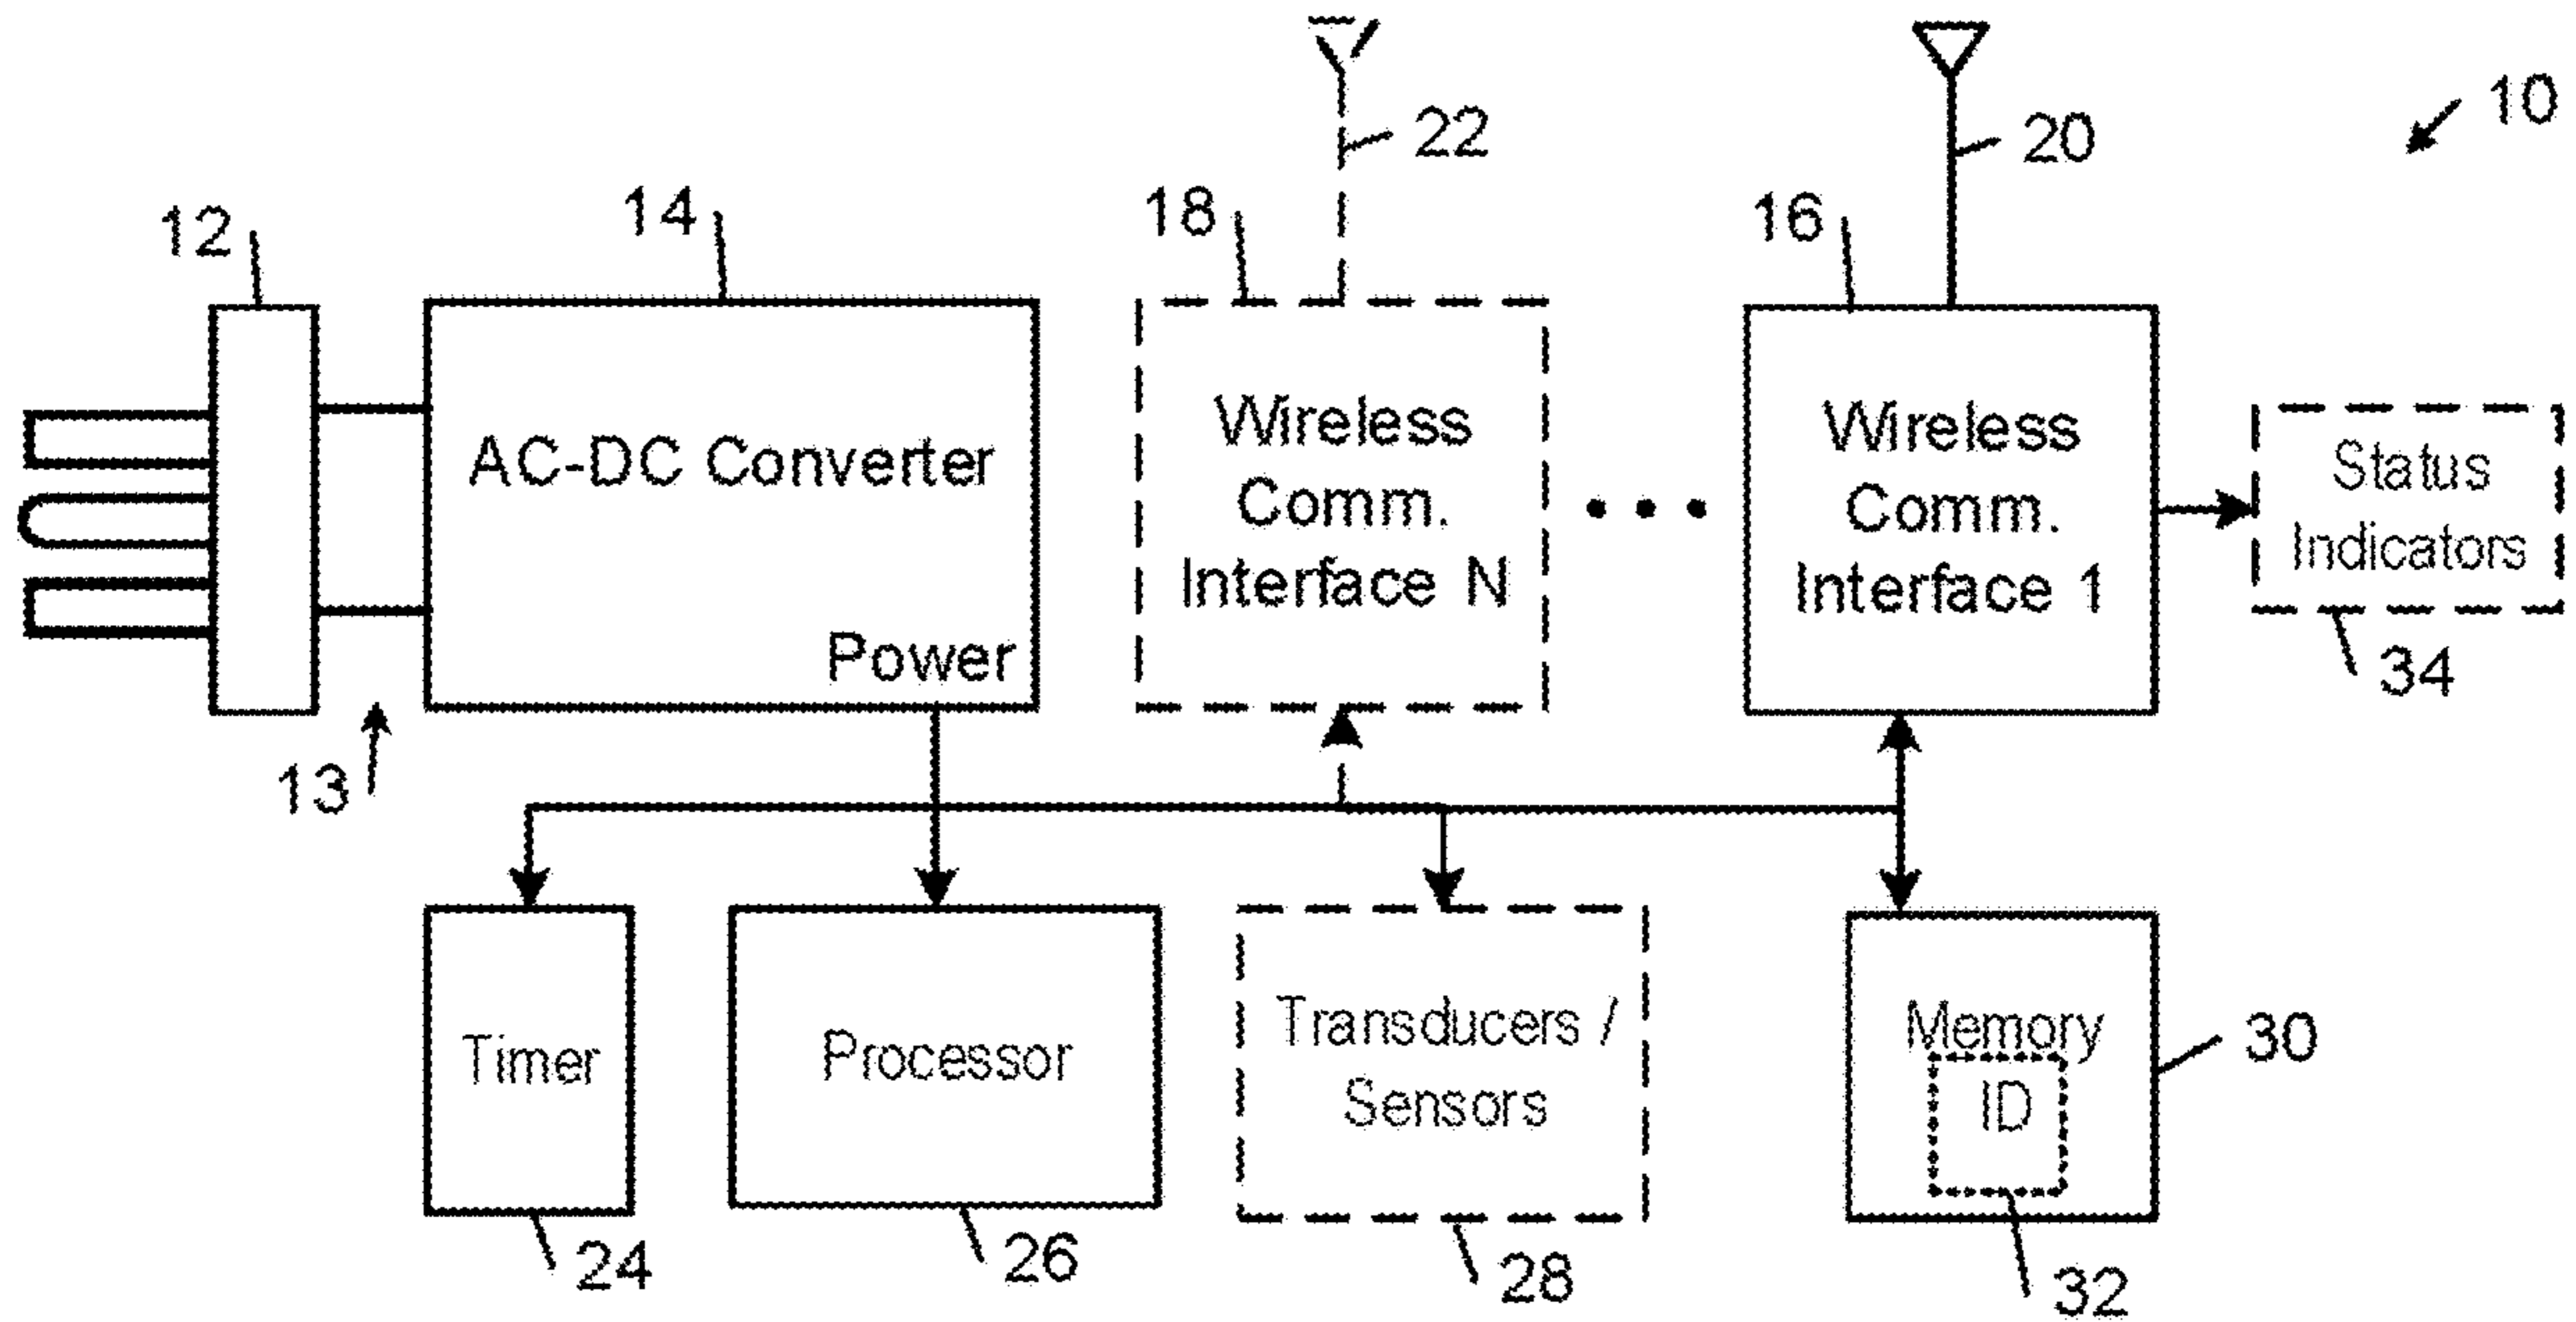 10
22
20
12
14
18
16
AC-DC Converter
Power
Wireless
Comm.
Interface N
Wireless
Comm.
Interface 1
Status
Indicators
34
13
Timer
Processor
Transducers /
Sensors
Memory
ID
30
24
26
28
32